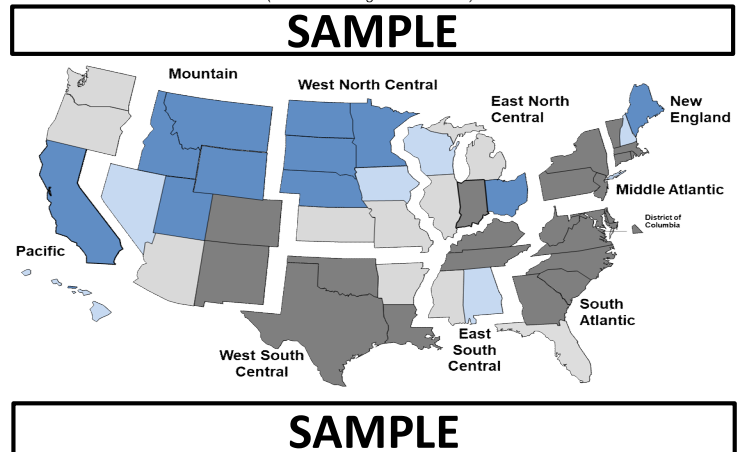 SAMPLE
Mountain
West North Central
East North
Central
New
England
Middle Atlantic
District of
Columbia
Pacific
South
Atlantic
West South
Central
East
South
Central
SAMPLE